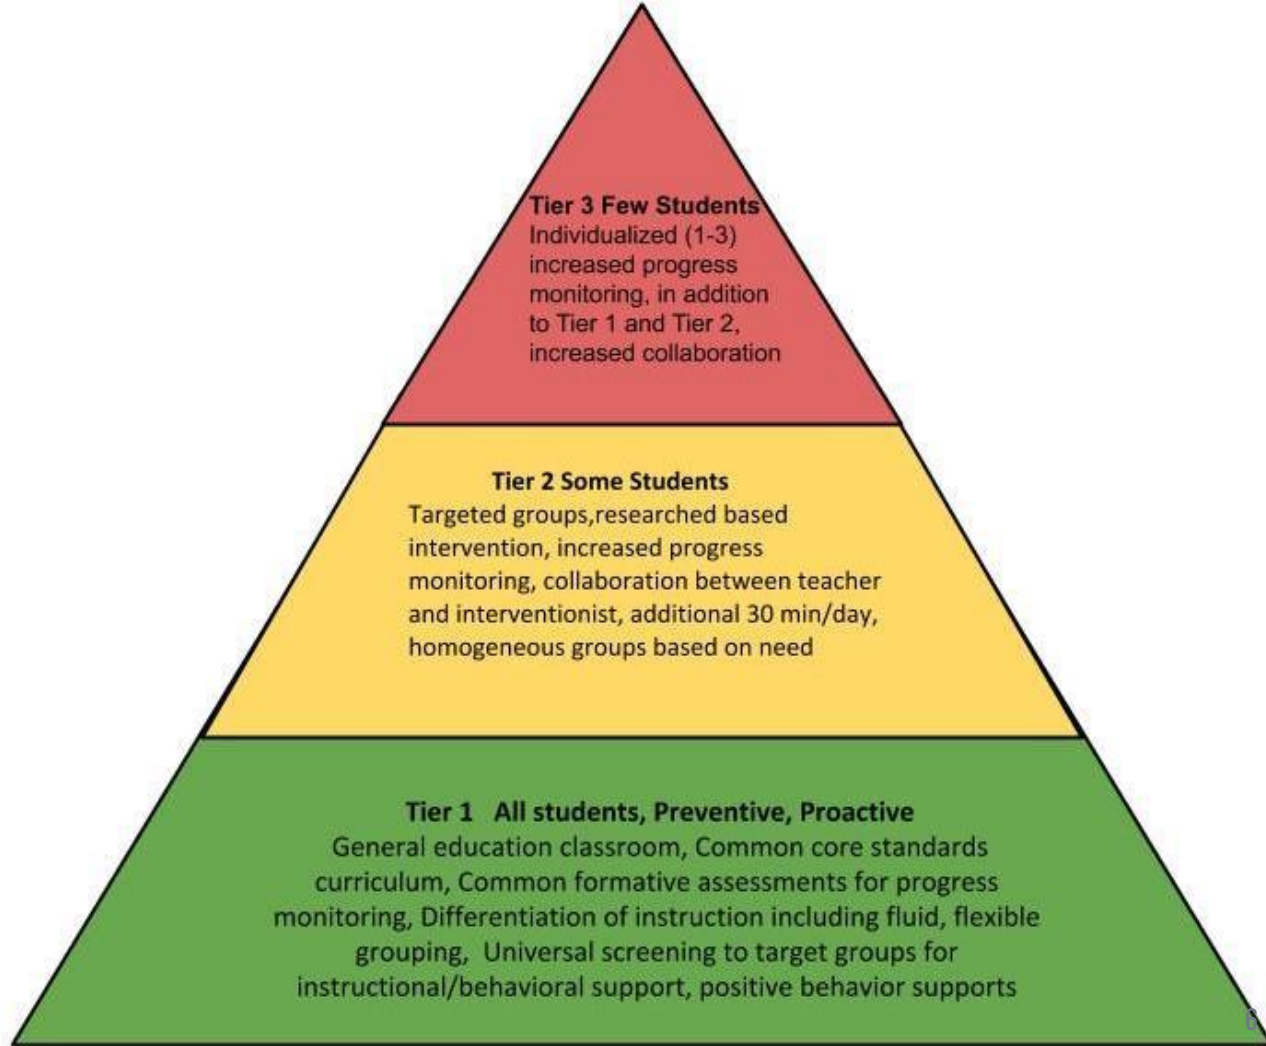 Tier 3 Few Students
Individualized (1-3)
increased progress
monitoring, in addition
to Tier 1 and Tier 2,
increased collaboration
Tier 2 Some Students
Targeted groups,researched based
intervention, increased progress
monitoring, collaboration between teacher
and interventionist, additional 30 min/day,
homogeneous groups based on need
Tier 1 All students, Preventive, Proactive
General education classroom, Common core standards
curriculum, Common formative assessments for progress
monitoring, Differentiation of instruction including fluid, flexible
grouping, Universal screening to target groups for
instructional/behavioral support, positive behavior supports
6